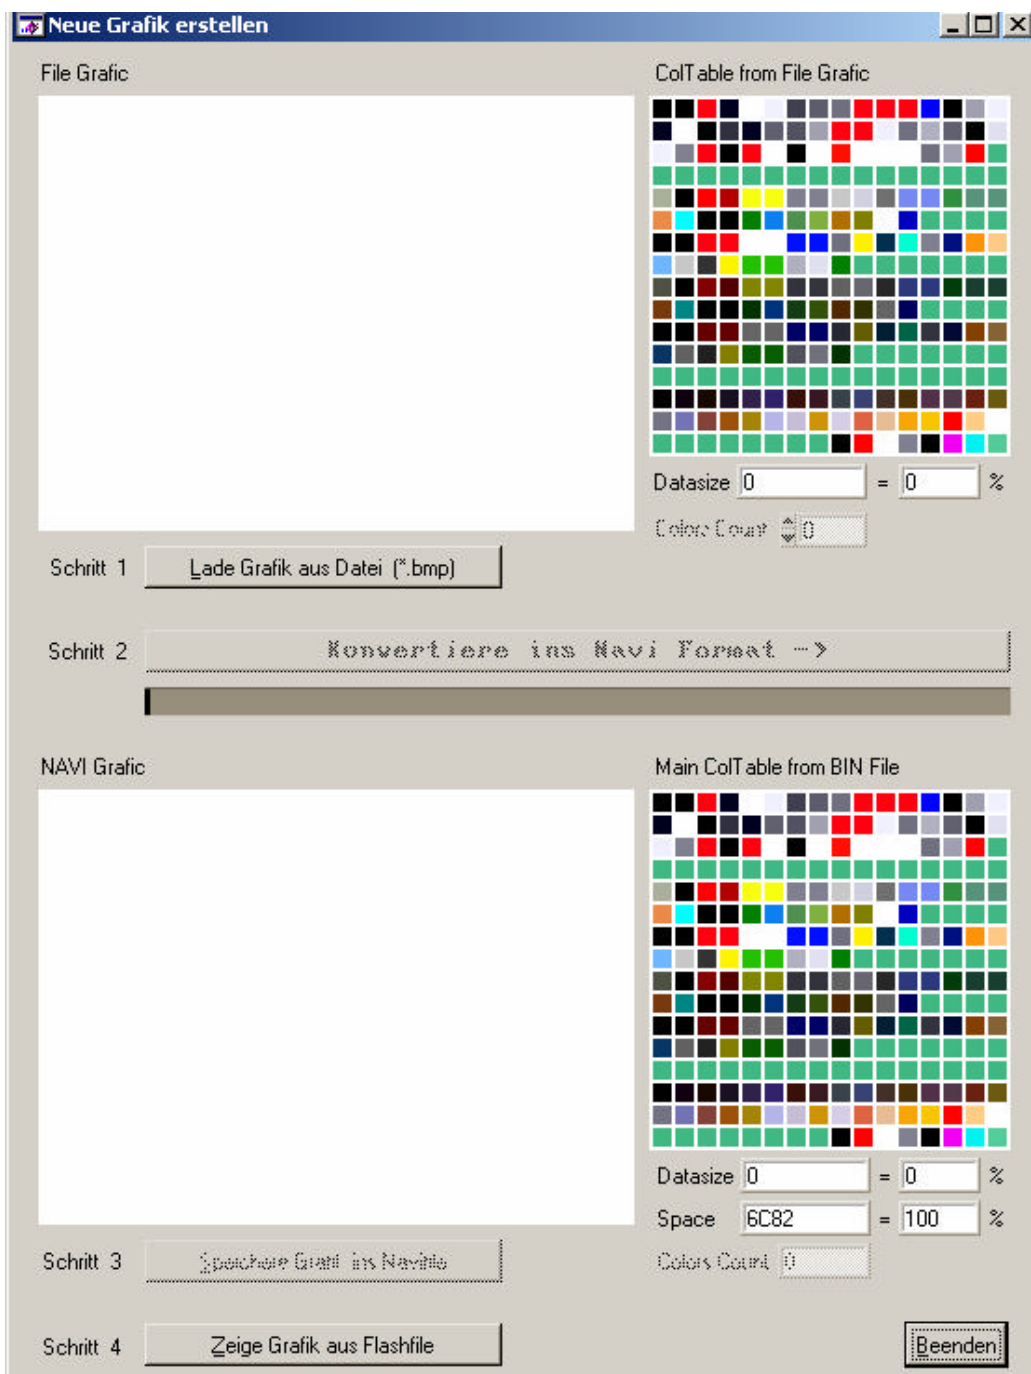 Neue Grafik erstellen
File Grafic
ColTable from File Grafic
Datasize 0 = 0 %
Colors Count 0
Schritt 1 Lade Grafik aus Datei (*.bmp)
Schritt 2 Konvertiere ins Navi Format ->
NAVI Grafic
Main ColTable from BIN File
Datasize 0 = 0 %
Space 6C82 = 100 %
Colors Count 0
Schritt 3 Speichere Grafik ins Navifile
Schritt 4 Zeige Grafik aus Flashfile
Beenden